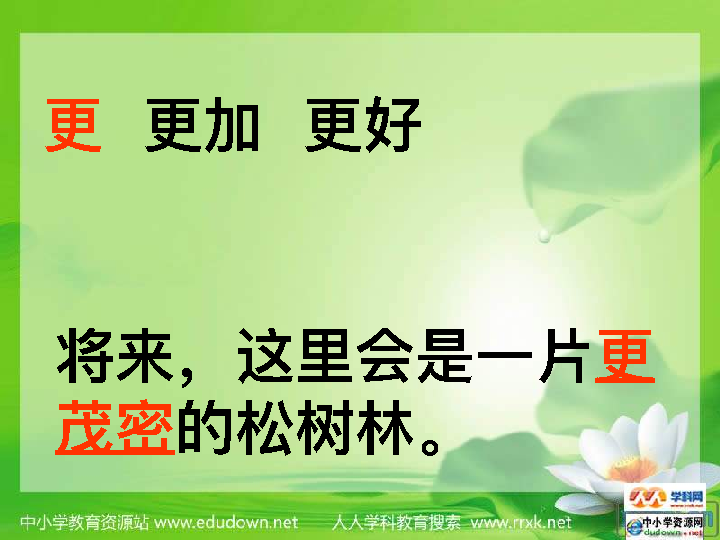 更 更加 更好
将来，这里会是一片更
茂密的松树林。
中小学教育资源站 www.edudown.net 人人学科教育搜索 www.rrxk.net
学科网
中小学资源网